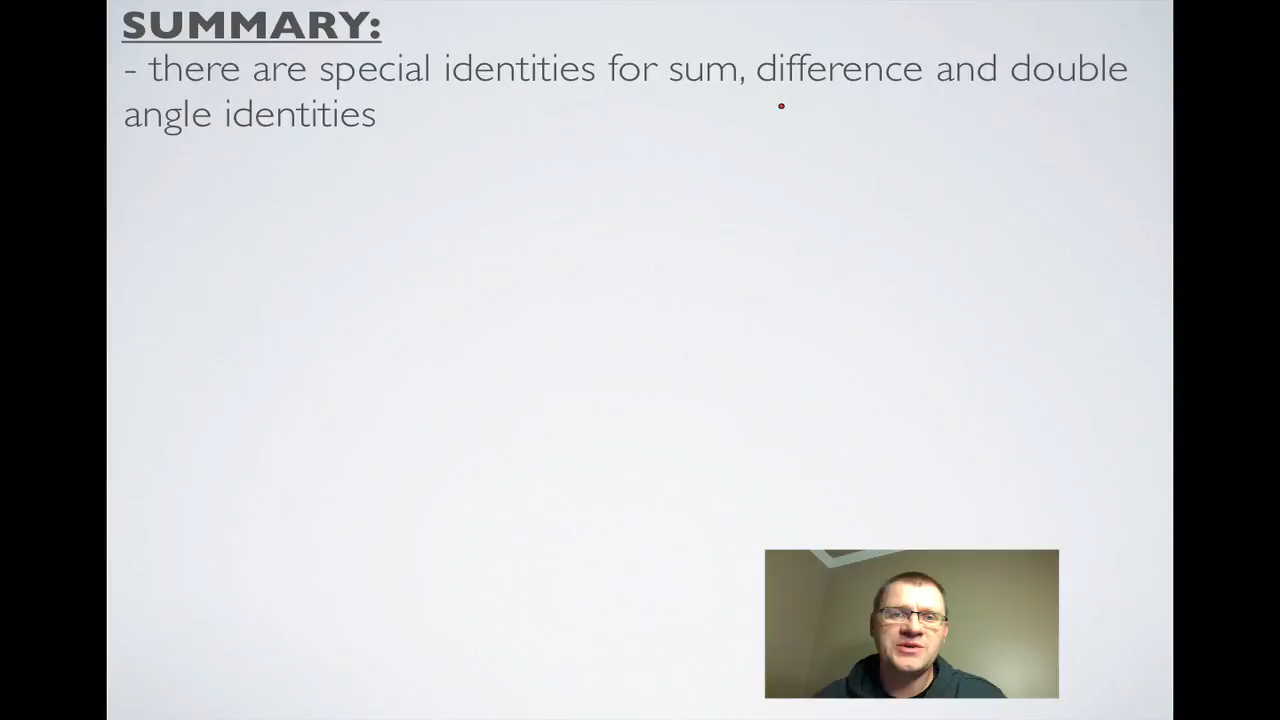 SUMMARY:
- there are special identities for sum, difference and double
angle identities